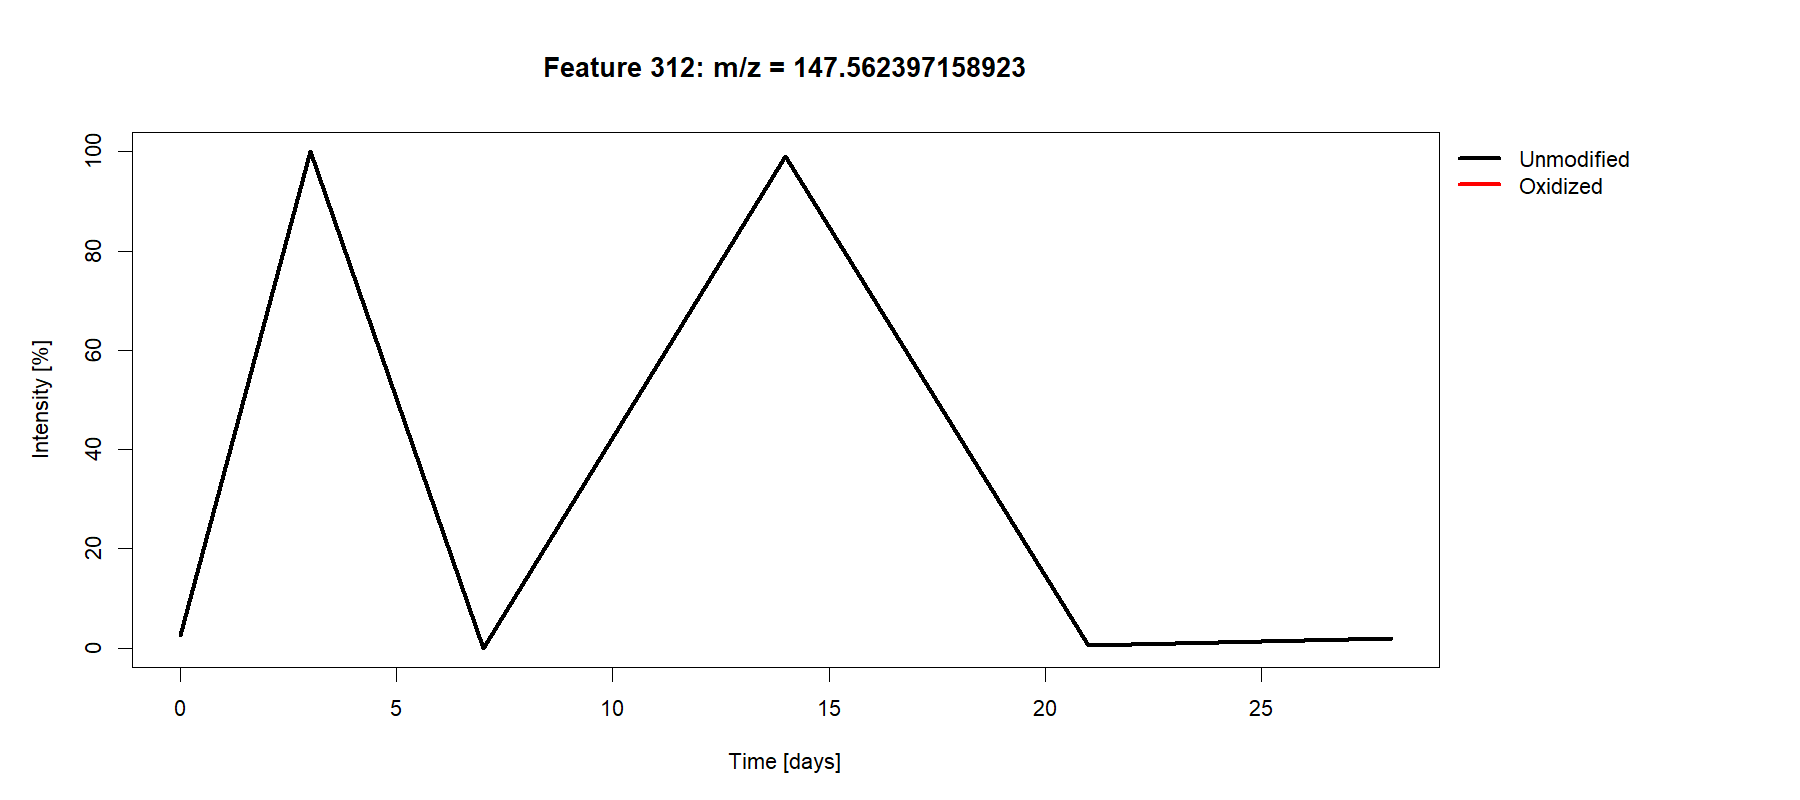 Feature 312: m/z = 147.562397158923
Unmodified
Oxidized
Intensity [%]
100
80
60
40
20
0
0 5 10 15 20 25
Time [days]